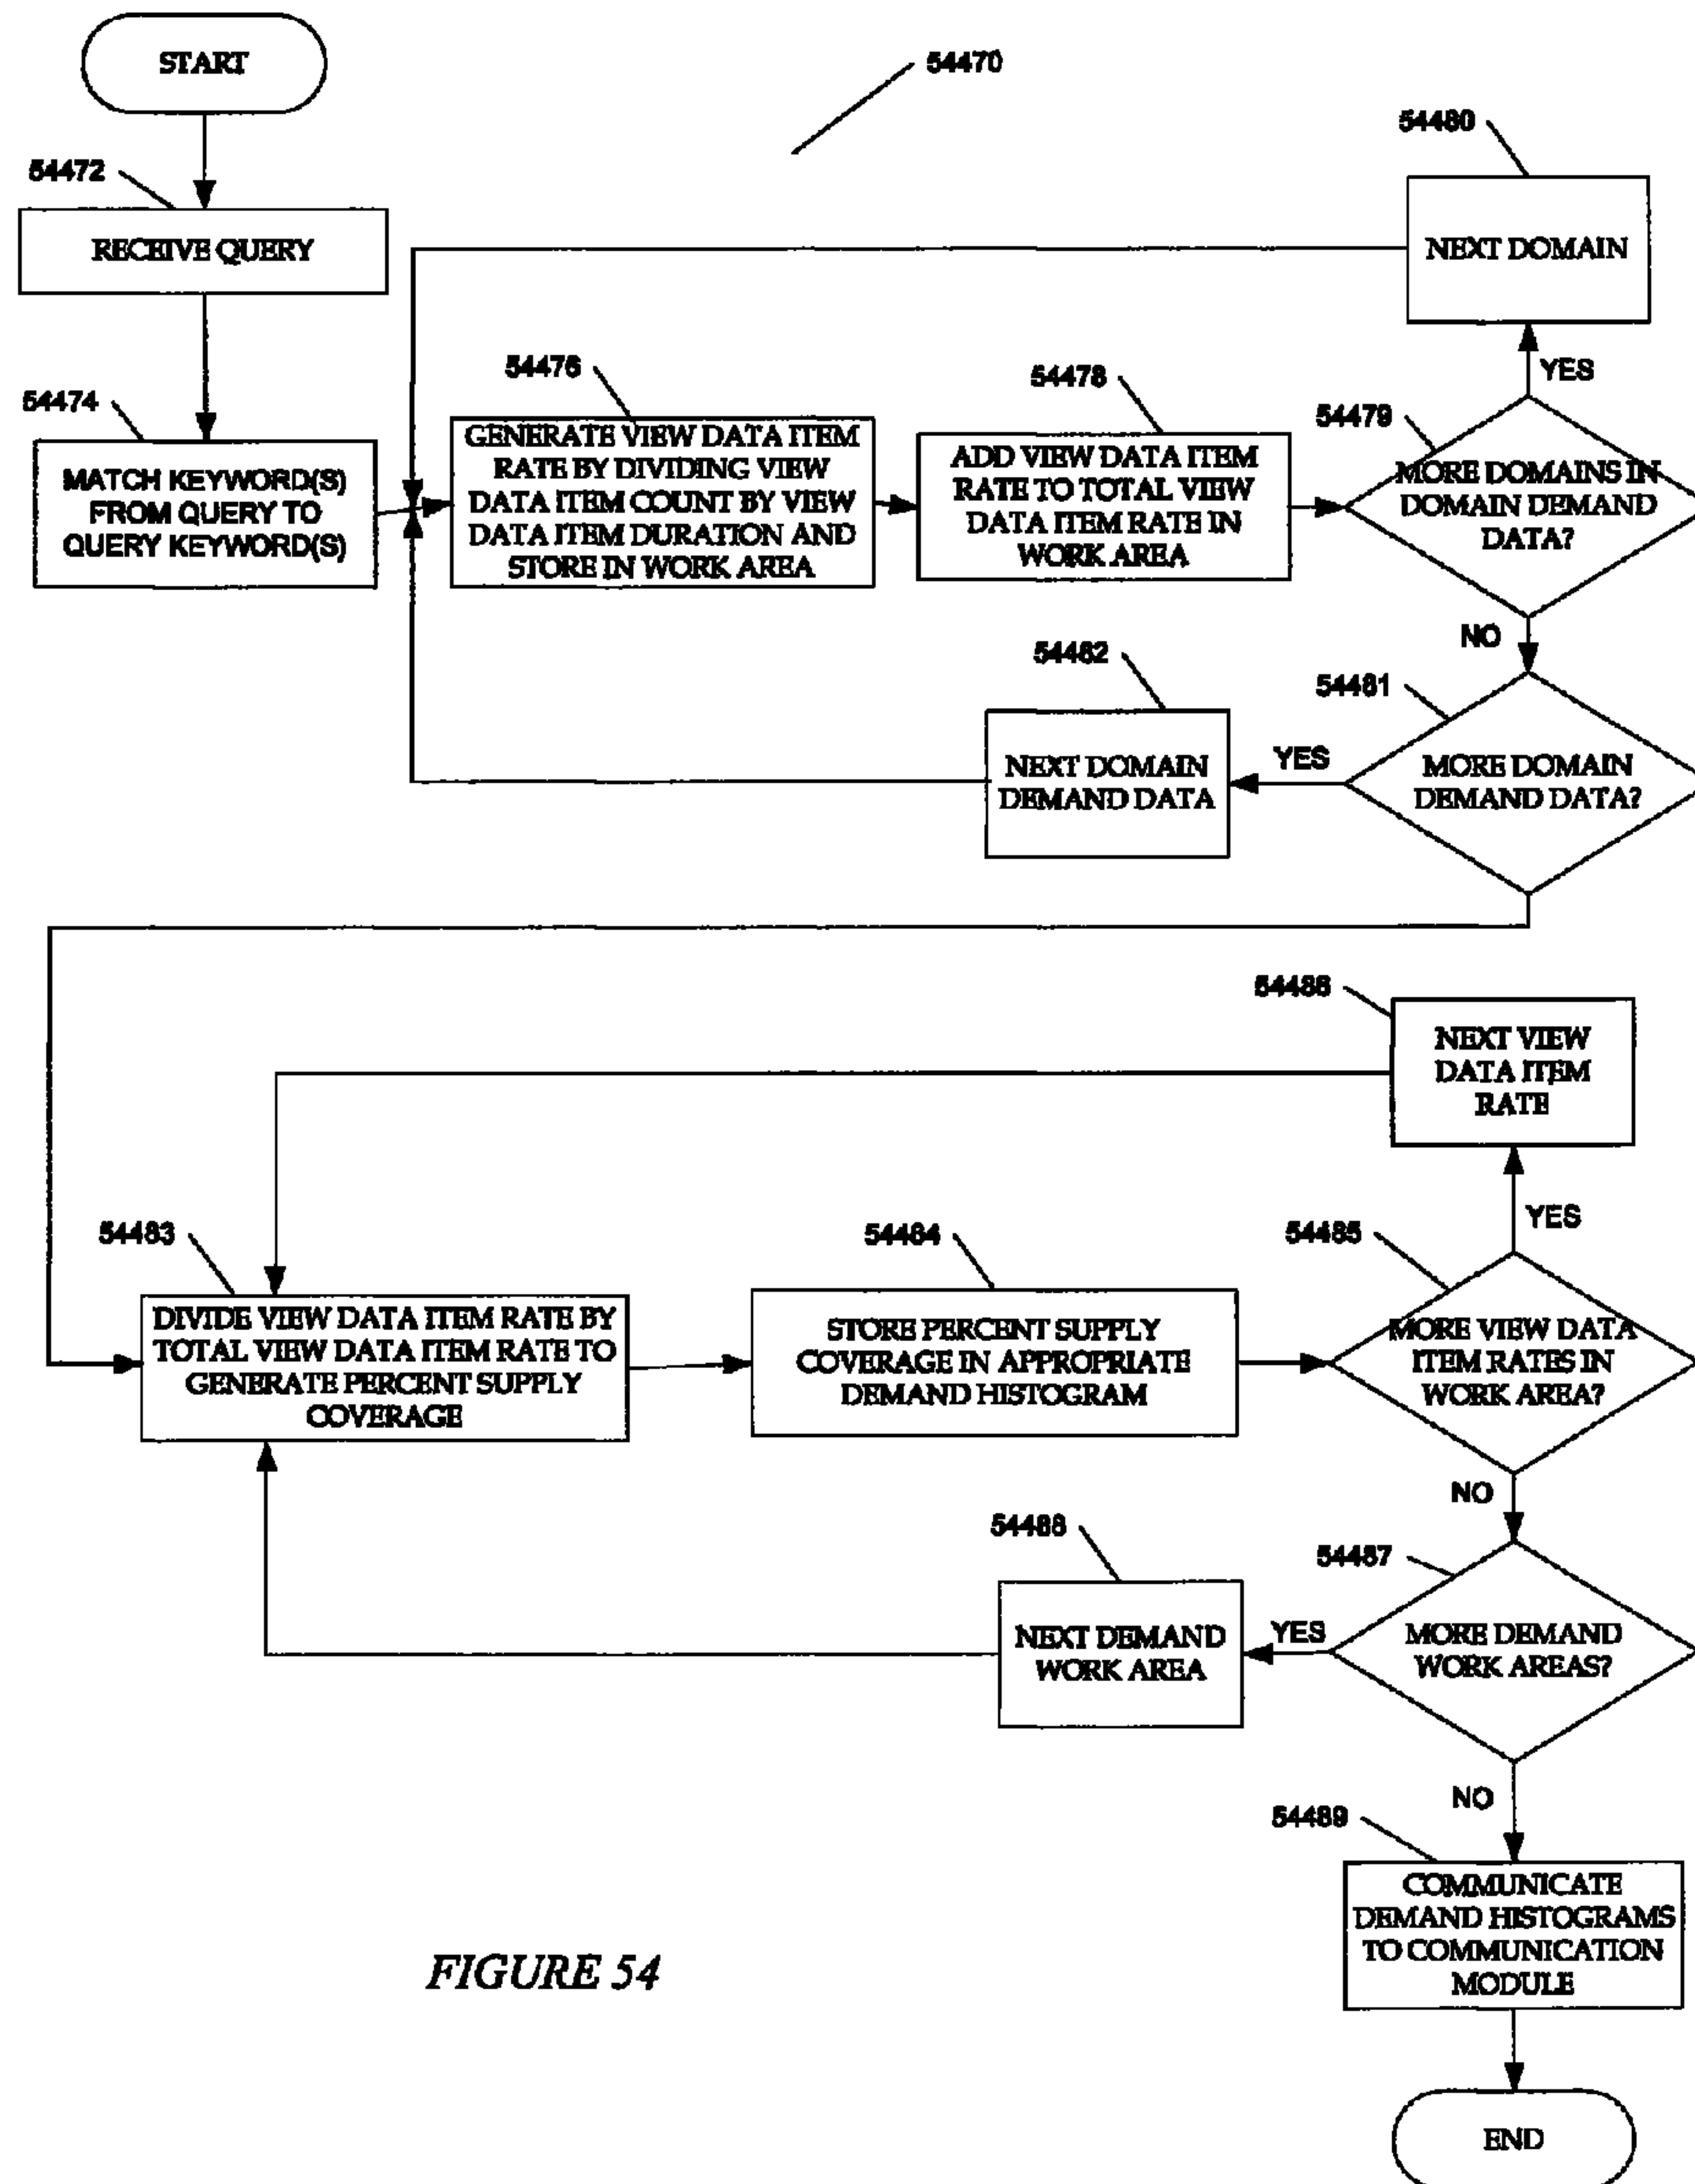 START
54470
54480
54472
RECEIVE QUERY
NEXT DOMAIN
YES
54474
MATCH KEYWORD(S)
FROM QUERY TO
QUERY KEYWORD(S)
54476
GENERATE VIEW DATA ITEM
RATE BY DIVIDING VIEW
DATA ITEM COUNT BY VIEW
DATA ITEM DURATION AND
STORE IN WORK AREA
54478
ADD VIEW DATA ITEM
RATE TO TOTAL VIEW
DATA ITEM RATE IN
WORK AREA
54479
MORE DOMAINS IN
DOMAIN DEMAND
DATA?
NO
54482
NEXT DOMAIN
DEMAND DATA
YES
54481
MORE DOMAIN
DEMAND DATA?
54486
NEXT VIEW
DATA ITEM
RATE
YES
54483
DIVIDE VIEW DATA ITEM RATE BY
TOTAL VIEW DATA ITEM RATE TO
GENERATE PERCENT SUPPLY
COVERAGE
54484
STORE PERCENT SUPPLY
COVERAGE IN APPROPRIATE
DEMAND HISTOGRAM
54485
MORE VIEW DATA
ITEM RATES IN
WORK AREA?
NO
54488
NEXT DEMAND
WORK AREA
YES
54487
MORE DEMAND
WORK AREAS?
NO
54489
COMMUNICATE
DEMAND HISTOGRAMS
TO COMMUNICATION
MODULE
FIGURE 54
END